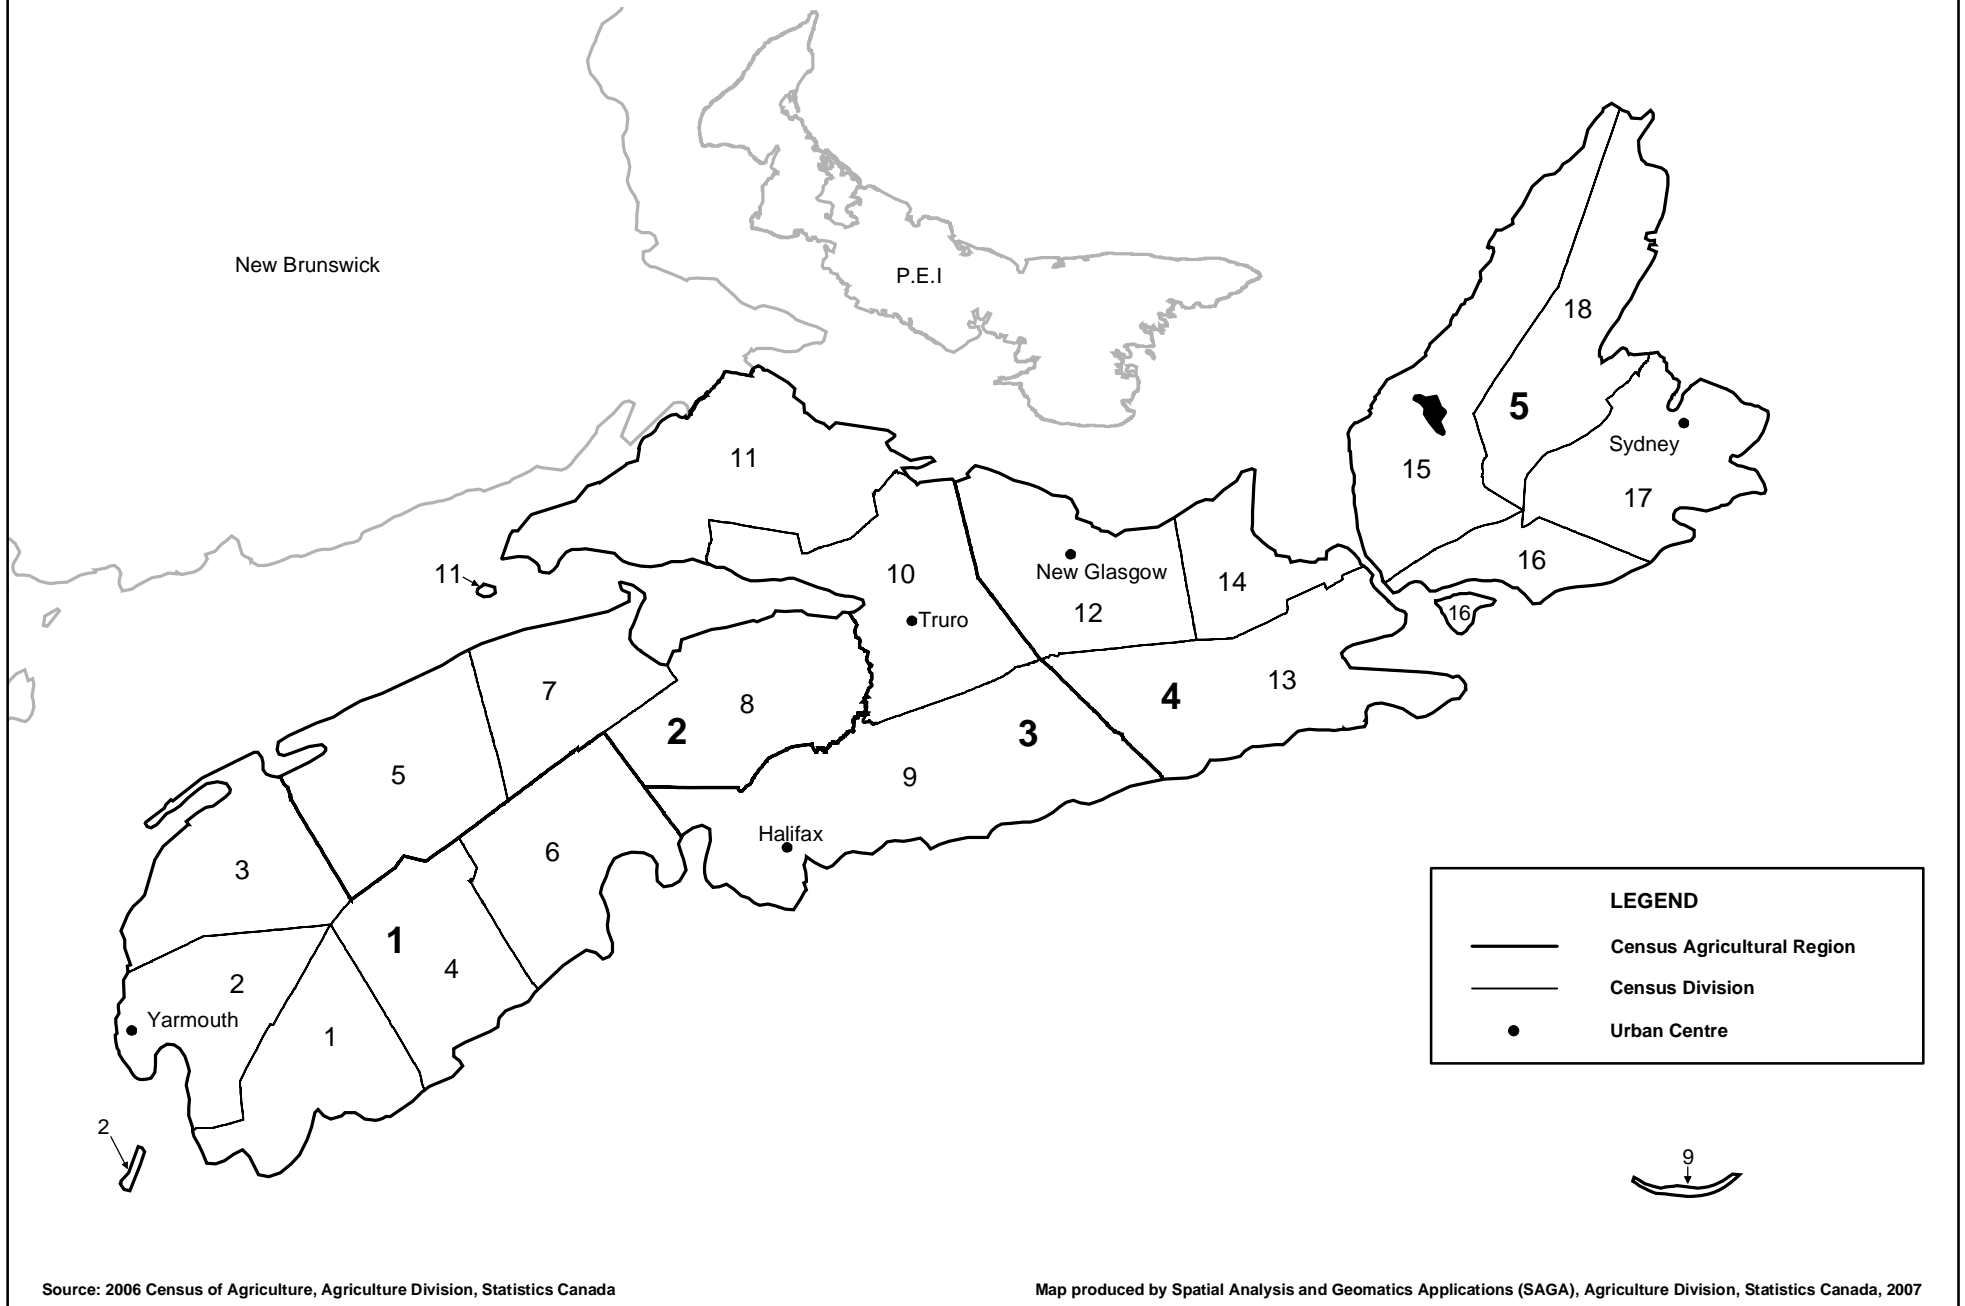 New Brunswick
P.E.I
18
5
Sydney
11
15
17
16
11
10
New Glasgow
14
12
16
Truro
7
8
13
4
2
3
5
9
Halifax
3
6
1
4
2
Yarmouth
1
2
LEGEND
Census Agricultural Region
Census Division
Urban Centre
9
Source: 2006 Census of Agriculture, Agriculture Division, Statistics Canada
Map produced by Spatial Analysis and Geomatics Applications (SAGA), Agriculture Division, Statistics Canada, 2007